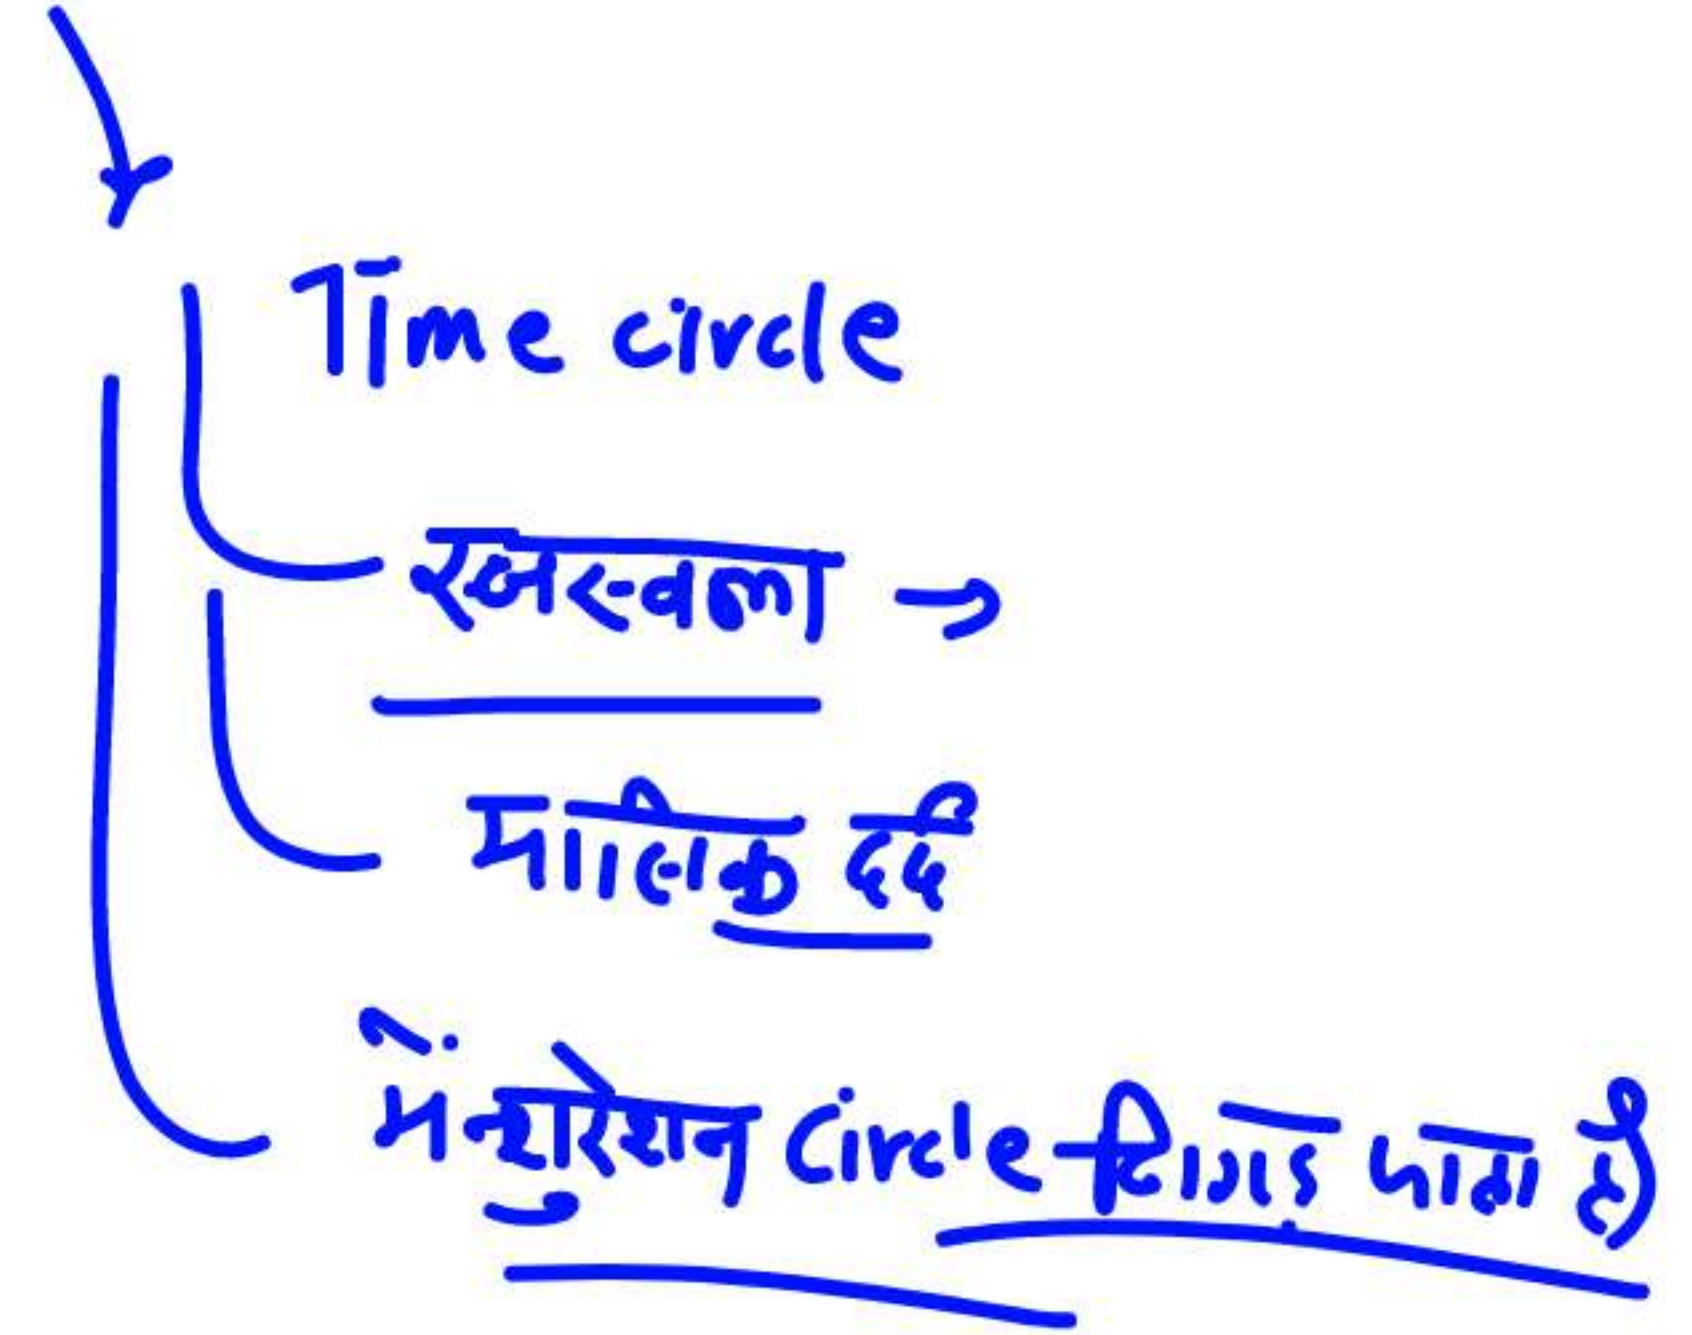 Time circle
रजस्वला →
मासिक दर्द
मेंन्शुरेशन circle बिगड़ जाता है